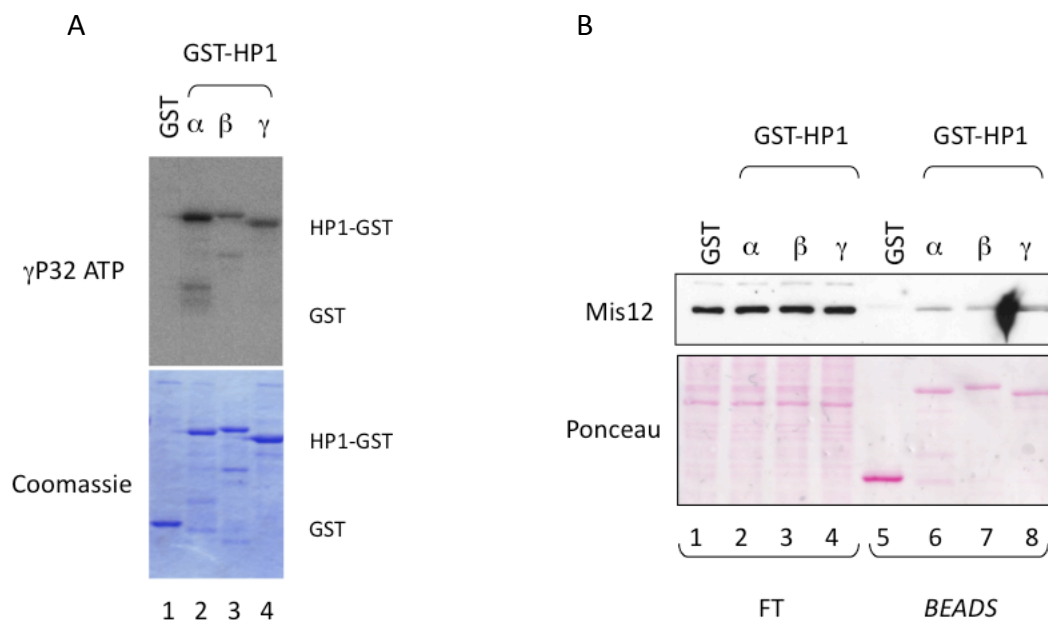 A
GST-HP1
GST α β γ
γP32 ATP
HP1-GST
GST
Coomassie
HP1-GST
GST
1 2 3 4
B
GST-HP1 GST-HP1
GST α β γ GST α β γ
Mis12
Ponceau
1 2 3 4 5 6 7 8
FT BEADS